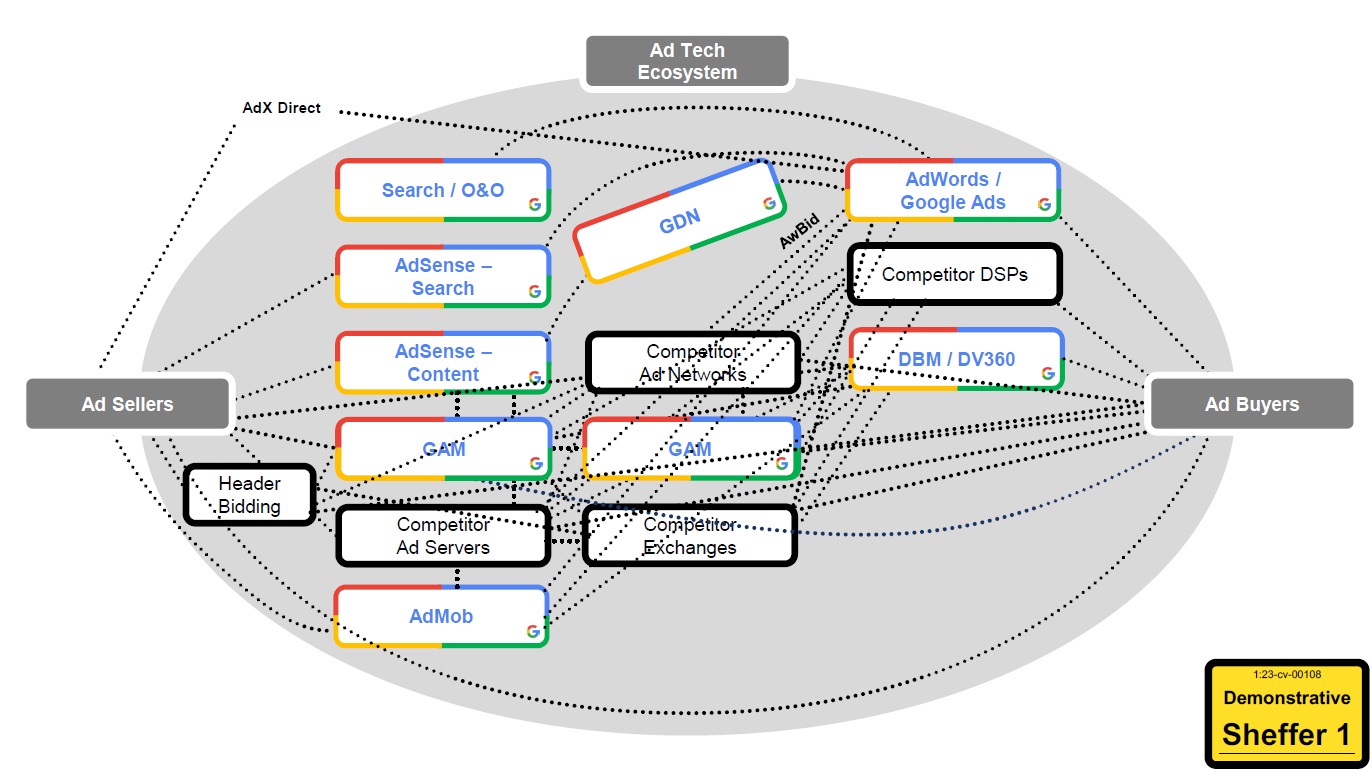 Ad Tech
Ecosystem
AdX Direct
Search / O&O
G
GDN
G
AdWords /
Google Ads
G
AwBid
AdSense –
Search
G
Competitor DSPs
AdSense –
Content
Competitor
Ad Networks
DBM / DV360
G
Ad Sellers
Ad Buyers
GAM
G
GAM
G
Header
Bidding
Competitor
Ad Servers
Competitor
Exchanges
AdMob
G
1:23-cv-00108
Demonstrative
Sheffer 1